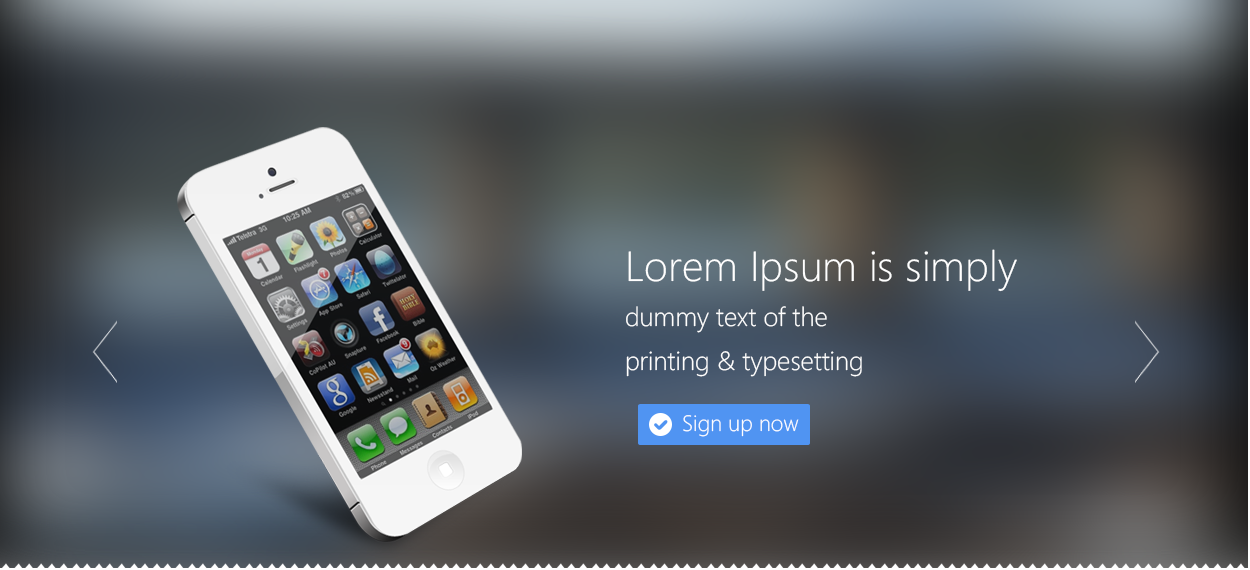 Telstra 3G 10:25 AM 82%
Calendar Flashlight Photos Calculator
Settings App Store Safari Twittelator
CoPilot AU Snapture Facebook Bible
Google Newsstand Mail Oz Weather
Phone Messages Contacts iPod
Lorem Ipsum is simply
dummy text of the
printing & typesetting
Sign up now